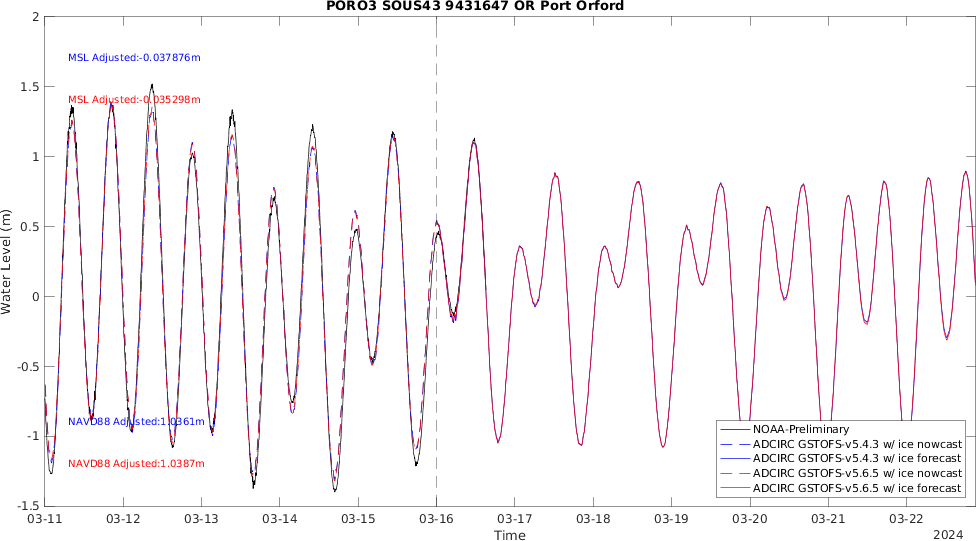 PORO3 SOUS43 9431647 OR Port Orford
2
1.5
1
0.5
0
-0.5
-1
-1.5
Water Level (m)
MSL Adjusted:-0.037876m
MSL Adjusted:-0.035298m
NAVD88 Adjusted:1.0361m
NAVD88 Adjusted:1.0387m
NOAA-Preliminary
ADCIRC GSTOFS-v5.4.3 w/ ice nowcast
ADCIRC GSTOFS-v5.4.3 w/ ice forecast
ADCIRC GSTOFS-v5.6.5 w/ ice nowcast
ADCIRC GSTOFS-v5.6.5 w/ ice forecast
03-11 03-12 03-13 03-14 03-15 03-16 03-17 03-18 03-19 03-20 03-21 03-22
Time
2024